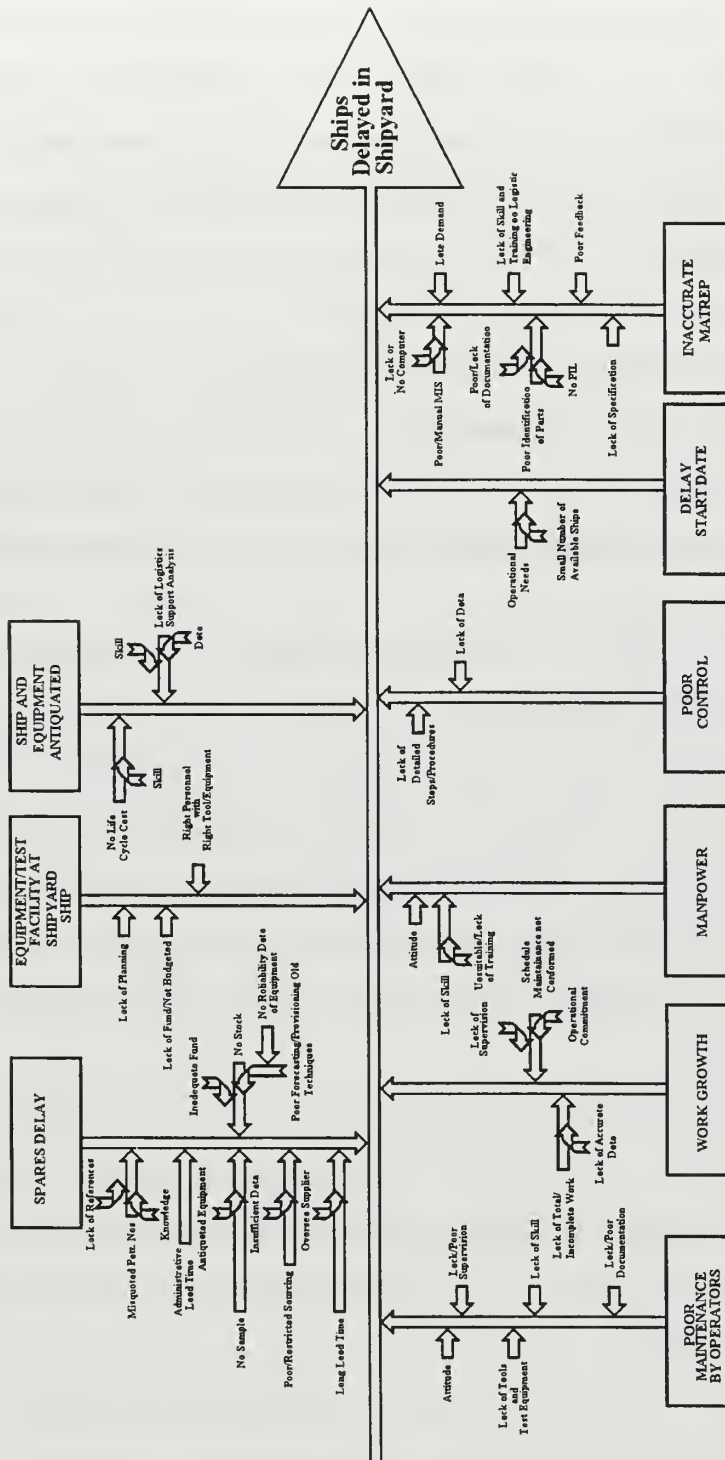 Ships
Delayed in
Shipyard
SPARES DELAY
Lack of References
Misquoted Part. Nos
Knowledge
Administrative
Lead Time
Antiquated Equipment
No Sample
Insufficient Data
Poor/Restricted Sourcing
Oversee Supplier
Long Lead Time
Inadequate Fund
No Stock
No Reliability Data
of Equipment
Poor Forecasting/Provisioning Old
Techniques
EQUIPMENT/TEST
FACILITY AT
SHIPYARD
SHIP
Lack of Planning
Lack of Fund/Not Budgeted
Right Personnel
with
Right Tool/Equipment
SHIP AND
EQUIPMENT
ANTIQUATED
No Life
Cycle Cost
Skill
Skill
Lack of Logistics
Support Analysis
Data
POOR
MAINTENANCE
BY OPERATORS
Attitude
Lack of Tools
and
Test Equipment
Lack/Poor
Supervision
Lack of Skill
Lack/Poor
Documentation
WORK GROWTH
Lack of Total/
Incomplete Work
Lack of Accurate
Data
Lack of
Supervision
Schedule
Maintainance not
Conformed
Operational
Commitment
MANPOWER
Attitude
Lack of Skill
Unsuitable/Lack
of Training
POOR
CONTROL
Lack of
Detailed
Steps/Procedures
Lack of Data
DELAY
START DATE
Operational
Needs
Small Number of
Available Ships
INACCURATE
MATREP
Lack or
No Computer
Poor/Manual MIS
Poor/Lack
of Documentation
Poor Identification
of Parts
No PIL
Lack of Specification
Late Demand
Lack of Skill and
Training on Logistic
Engineering
Poor Feedback